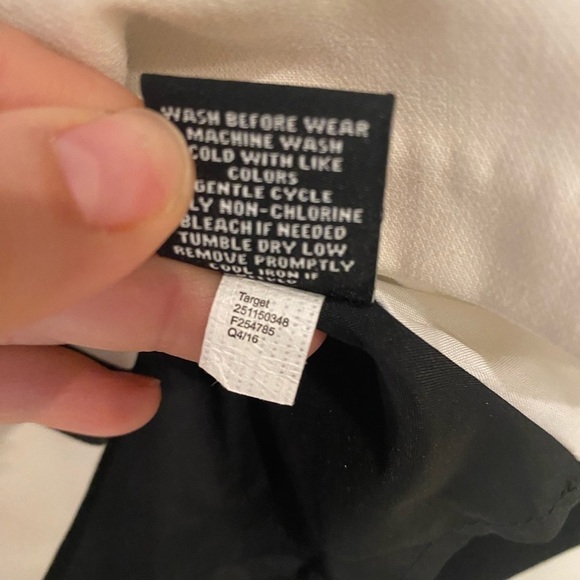 WASH BEFORE WEAR
MACHINE WASH
COLD WITH LIKE
COLORS
GENTLE CYCLE
LY NON-CHLORINE
BLEACH IF NEEDED
TUMBLE DRY LOW
REMOVE PROMPTLY
COOL IRON IF
Target
251150348
F254785
Q4/16